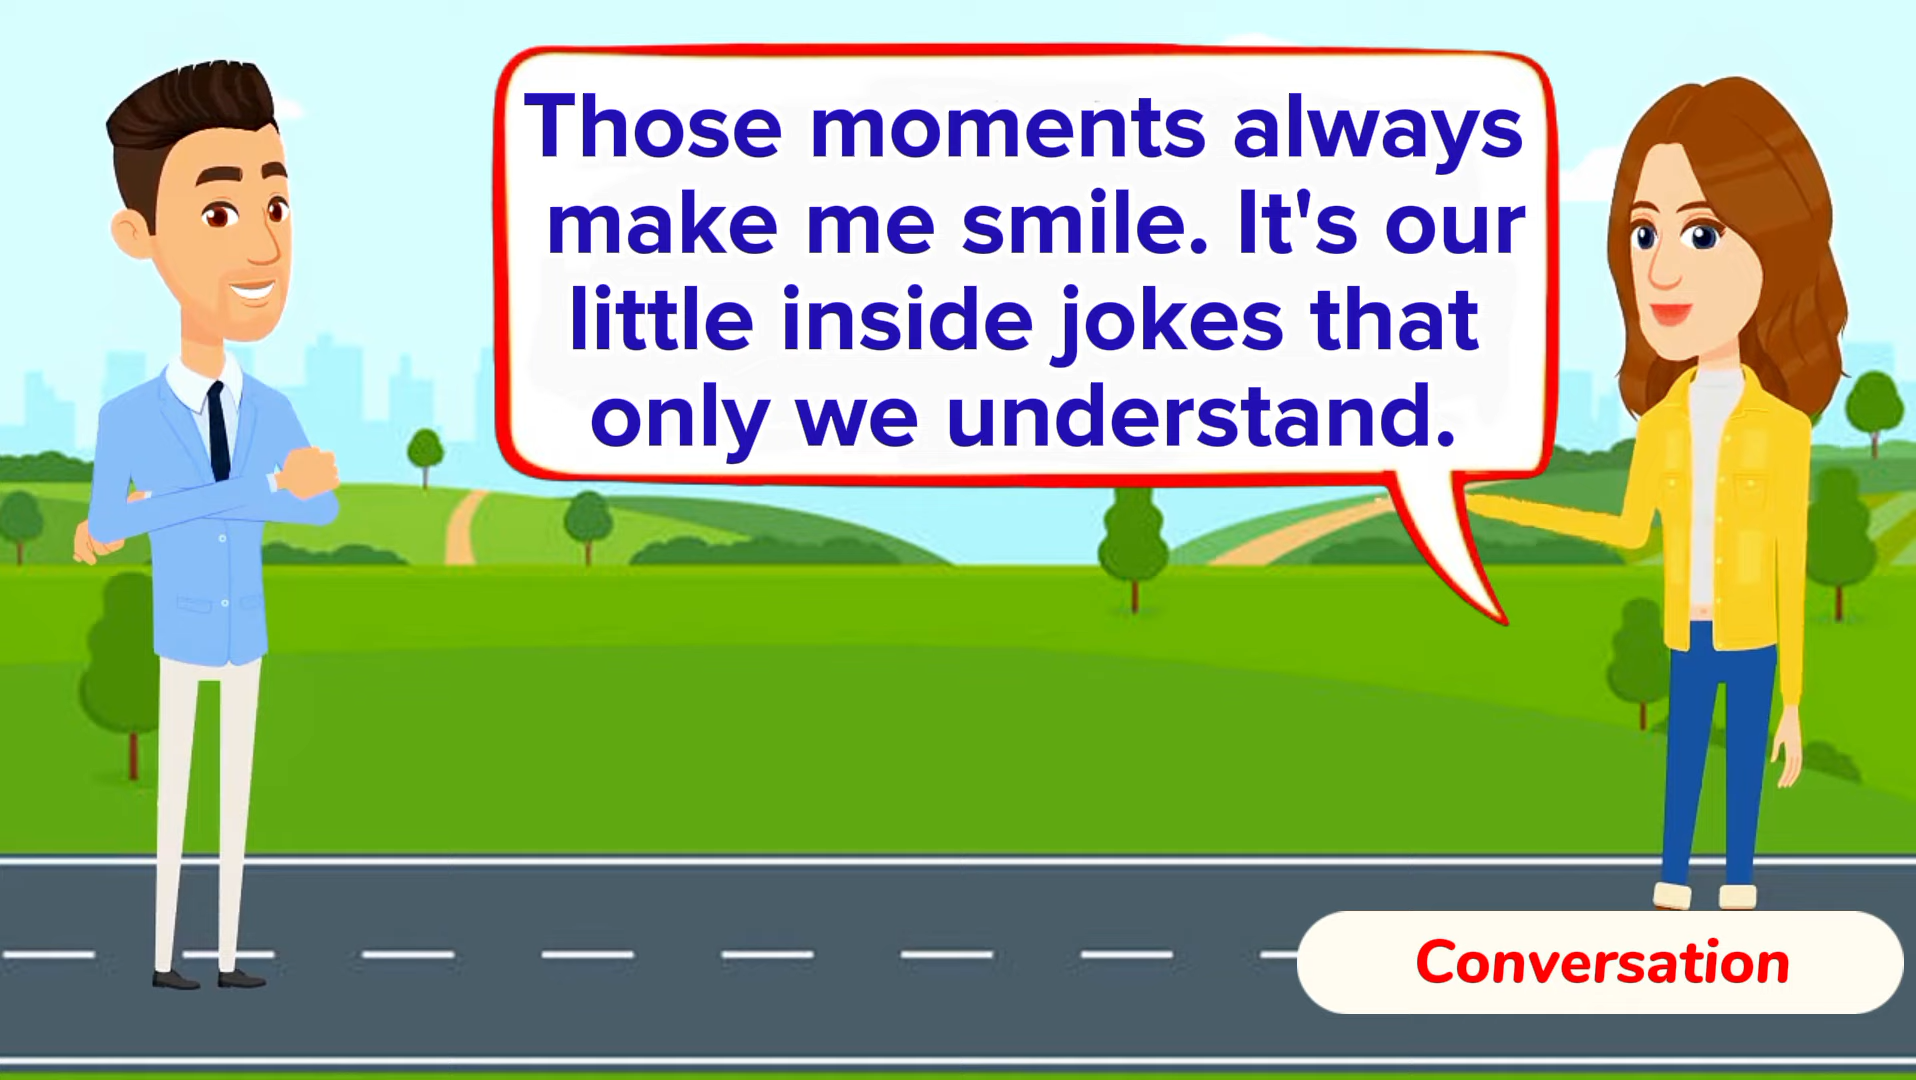 Those moments always
make me smile. It's our
little inside jokes that
only we understand.
Conversation